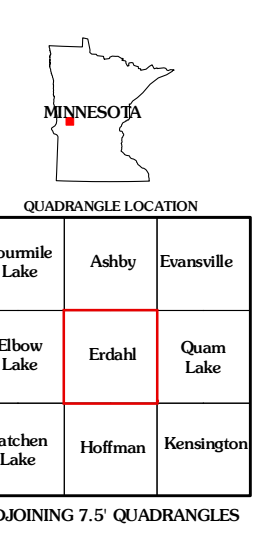 MINNESOTA
QUADRANGLE LOCATION
ourmile
Lake
Ashby
Evansville
Elbow
Lake
Erdahl
Quam
Lake
atchen
Lake
Hoffman
Kensington
DJOINING 7.5' QUADRANGLES